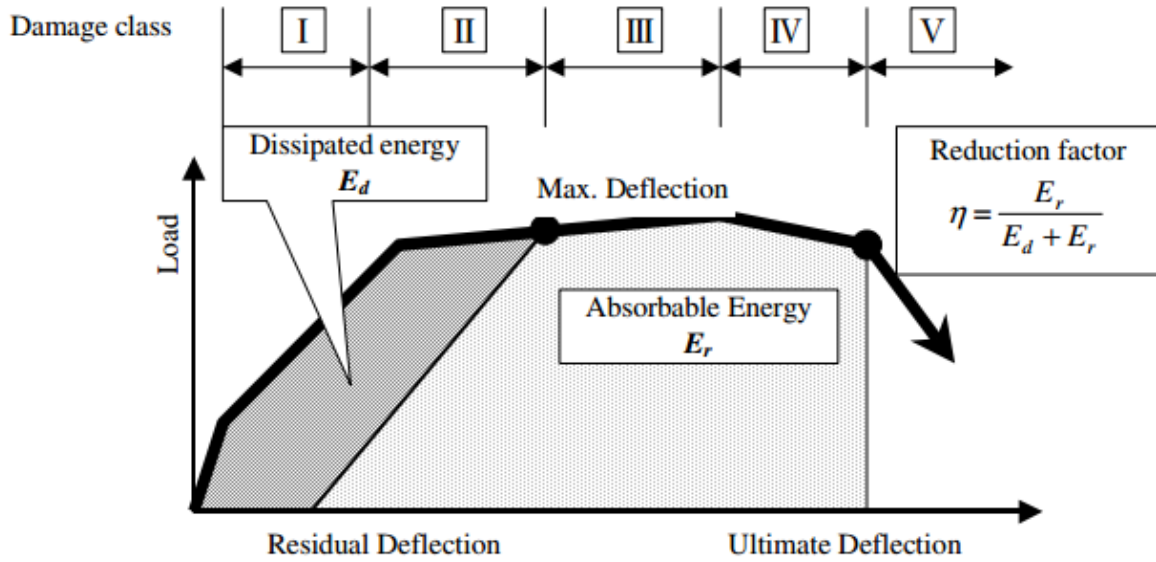 Damage class
I II III IV V
Dissipated energy
E_d
Max. Deflection
Reduction factor
η = E_r / (E_d + E_r)
Load
Absorbable Energy
E_r
Residual Deflection
Ultimate Deflection